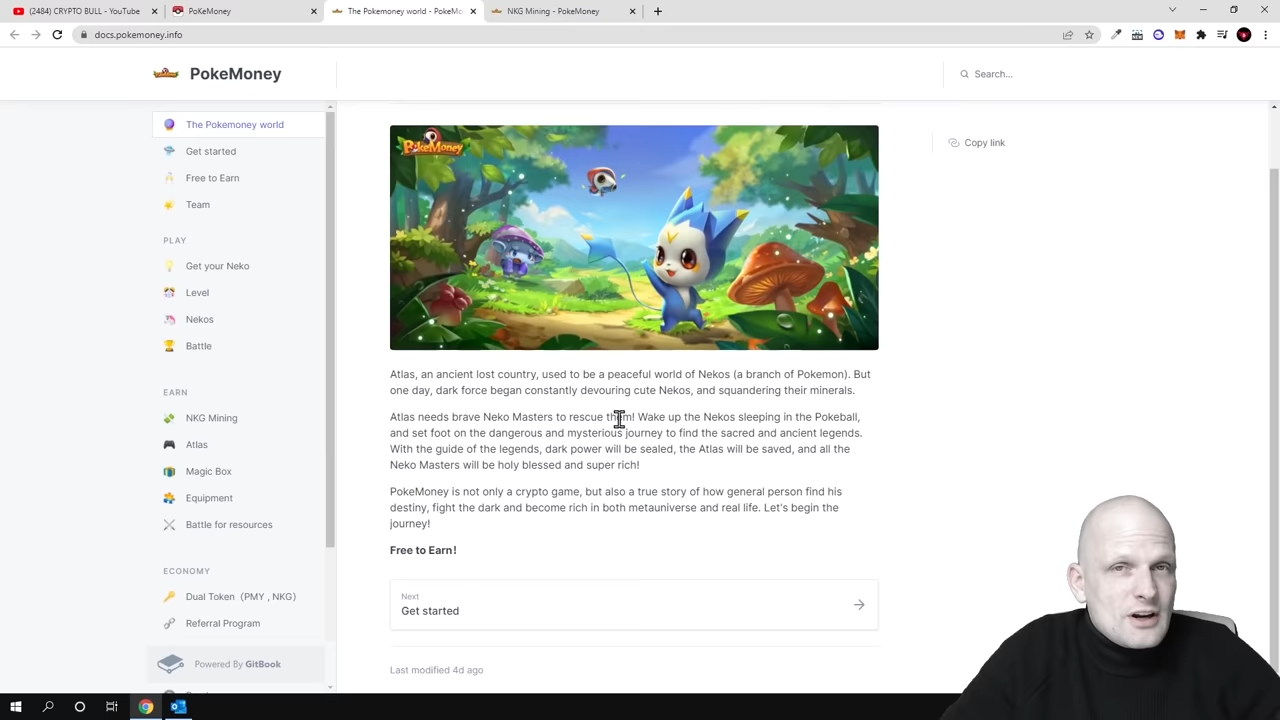 (2484) CRYPTO BULL - YouTube
PoKeMoney
The Pokemoney world - PokeMo
NKG Mining - PokeMoney
docs.pokemoney.info
PokeMoney
Search...
The Pokemoney world
Get started
Free to Earn
Team
PLAY
Get your Neko
Level
Nekos
Battle
EARN
NKG Mining
Atlas
Magic Box
Equipment
Battle for resources
ECONOMY
Dual Token（PMY , NKG）
Referral Program
Powered By GitBook
PokeMoney
Copy link
Atlas, an ancient lost country, used to be a peaceful world of Nekos (a branch of Pokemon). But
one day, dark force began constantly devouring cute Nekos, and squandering their minerals.
Atlas needs brave Neko Masters to rescue them! Wake up the Nekos sleeping in the Pokeball,
and set foot on the dangerous and mysterious journey to find the sacred and ancient legends.
With the guide of the legends, dark power will be sealed, the Atlas will be saved, and all the
Neko Masters will be holy blessed and super rich!
PokeMoney is not only a crypto game, but also a true story of how general person find his
destiny, fight the dark and become rich in both metauniverse and real life. Let's begin the
journey!
Free to Earn!
Next
Get started
Last modified 4d ago